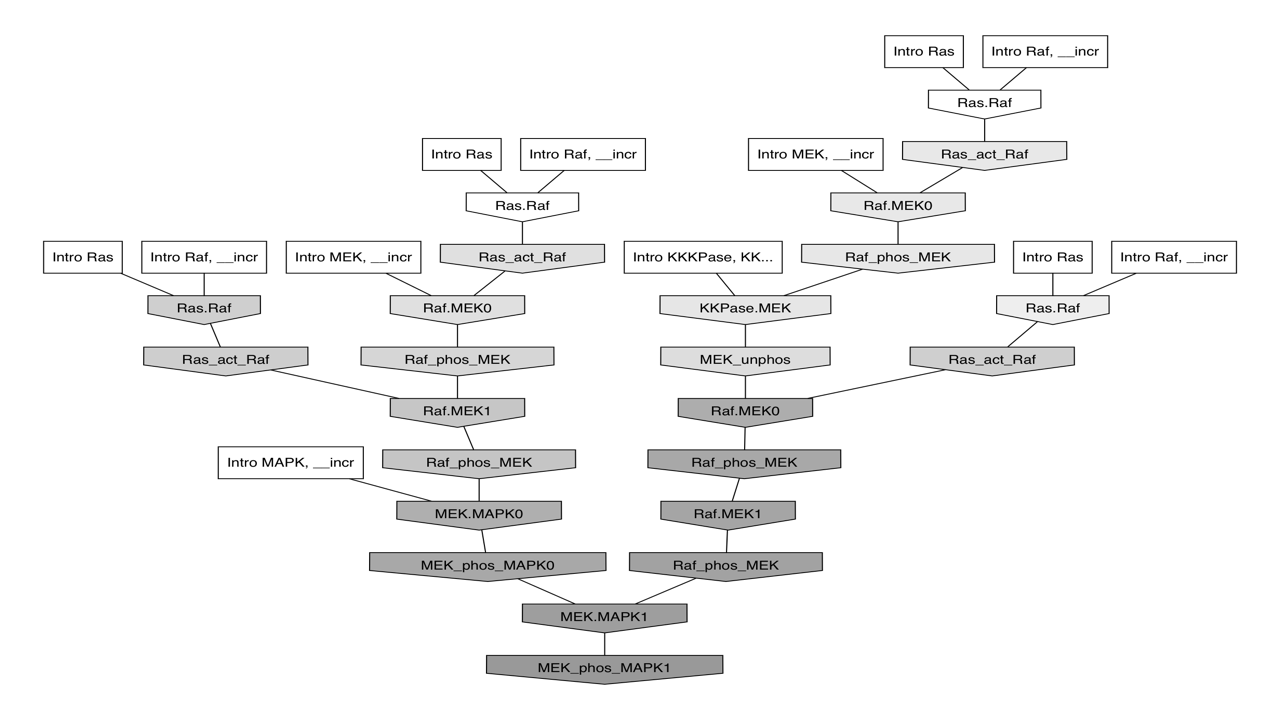 Intro Ras
Intro Raf, __incr
Ras.Raf
Intro Ras
Intro Raf, __incr
Intro MEK, __incr
Ras_act_Raf
Ras.Raf
Raf.MEK0
Intro Ras
Intro Raf, __incr
Intro MEK, __incr
Ras_act_Raf
Intro KKKPase, KK...
Raf_phos_MEK
Intro Ras
Intro Raf, __incr
Ras.Raf
Raf.MEK0
KKPase.MEK
Ras.Raf
Ras_act_Raf
Raf_phos_MEK
MEK_unphos
Ras_act_Raf
Raf.MEK1
Raf.MEK0
Intro MAPK, __incr
Raf_phos_MEK
Raf_phos_MEK
MEK.MAPK0
Raf.MEK1
MEK_phos_MAPK0
Raf_phos_MEK
MEK.MAPK1
MEK_phos_MAPK1